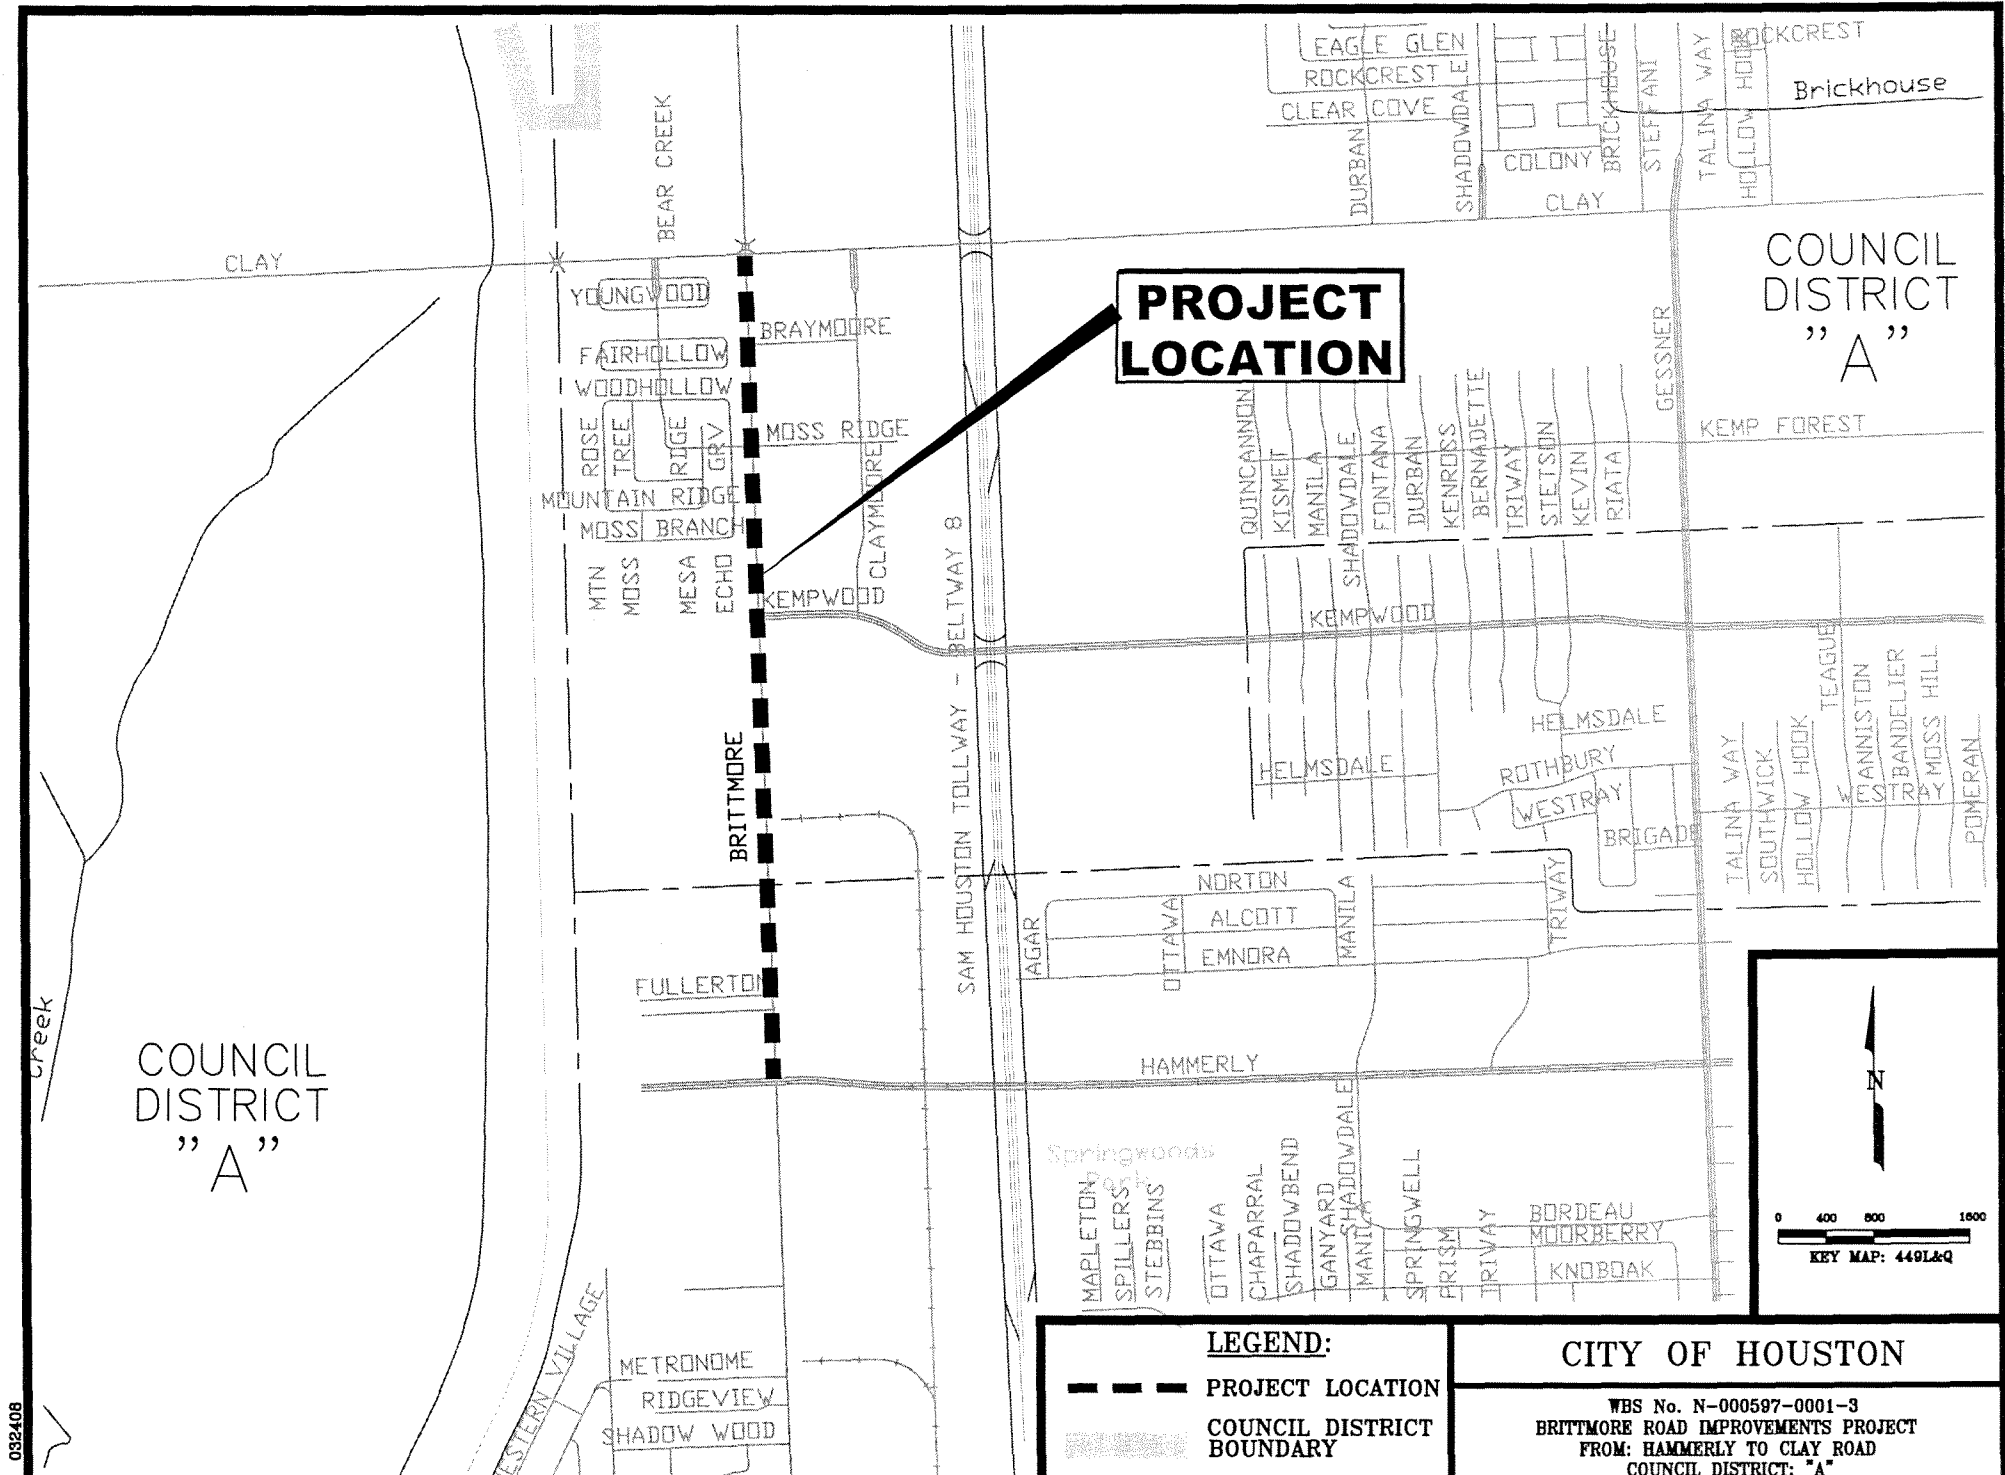 EAGLE GLEN
ROCKCREST
CLEAR COVE
DURBAN
SHADOWDALE
COLONY
BRICKHOUSE
STEFFANI
TALINA WAY
HOLLOW HOOK
ROCKCREST
Brickhouse
CLAY
BEAR CREEK
CLAY
YOUNGWOOD
BRAYMOORE
FAIRHOLLOW
WOODHOLLOW
ROSE
TREE
RIDGE
GRV
MOSS RIDGE
MOUNTAIN RIDGE
MOSS BRANCH
CLAYMOORE
MTN
MOSS
MESA
ECHO
KEMPWOOD
PROJECT
LOCATION
COUNCIL
DISTRICT
"A"
GESSNER
KEMP FOREST
QUINCANNON
KISMET
MANILA
SHADOWDALE
FONTANA
DURBAN
KENROSS
BERNADETTE
TRIWAY
STETSON
KEVIN
RIATA
KEMPWOOD
SAM HOUSTON TOLLWAY - BELTWAY 8
BRITTMORE
HELMSDALE
HELMSDALE
ROTHBURY
WESTRAY
BRIGADE
TEAGUE
TALINA WAY
SOUTHWICK
HOLLOW HOOK
ANNISTON
BANDELIER
MOSS HILL
POMERAN
WESTRAY
NORTON
ALCOTT
EMNORA
AGAR
OTTAWA
MANILA
TRIWAY
FULLERTON
HAMMERLY
Creek
COUNCIL
DISTRICT
"A"
Springwoods
Park
MAPLETON
SPILLERS
STEBBINS
OTTAWA
CHAPARRAL
SHADOWBEND
GANYARD
SHADOWDALE
MANILA
SPRINGWELL
PRISM
TRIWAY
BORDEAU
MOORBERRY
KNOBOAK
METRONOME
RIDGEVIEW
SHADOW WOOD
ESTERN VILLAGE
N
0 400 800 1600
KEY MAP: 449L&Q
LEGEND:
PROJECT LOCATION
COUNCIL DISTRICT
BOUNDARY
CITY OF HOUSTON
WBS No. N-000597-0001-3
BRITTMORE ROAD IMPROVEMENTS PROJECT
FROM: HAMMERLY TO CLAY ROAD
COUNCIL DISTRICT: "A"
032408